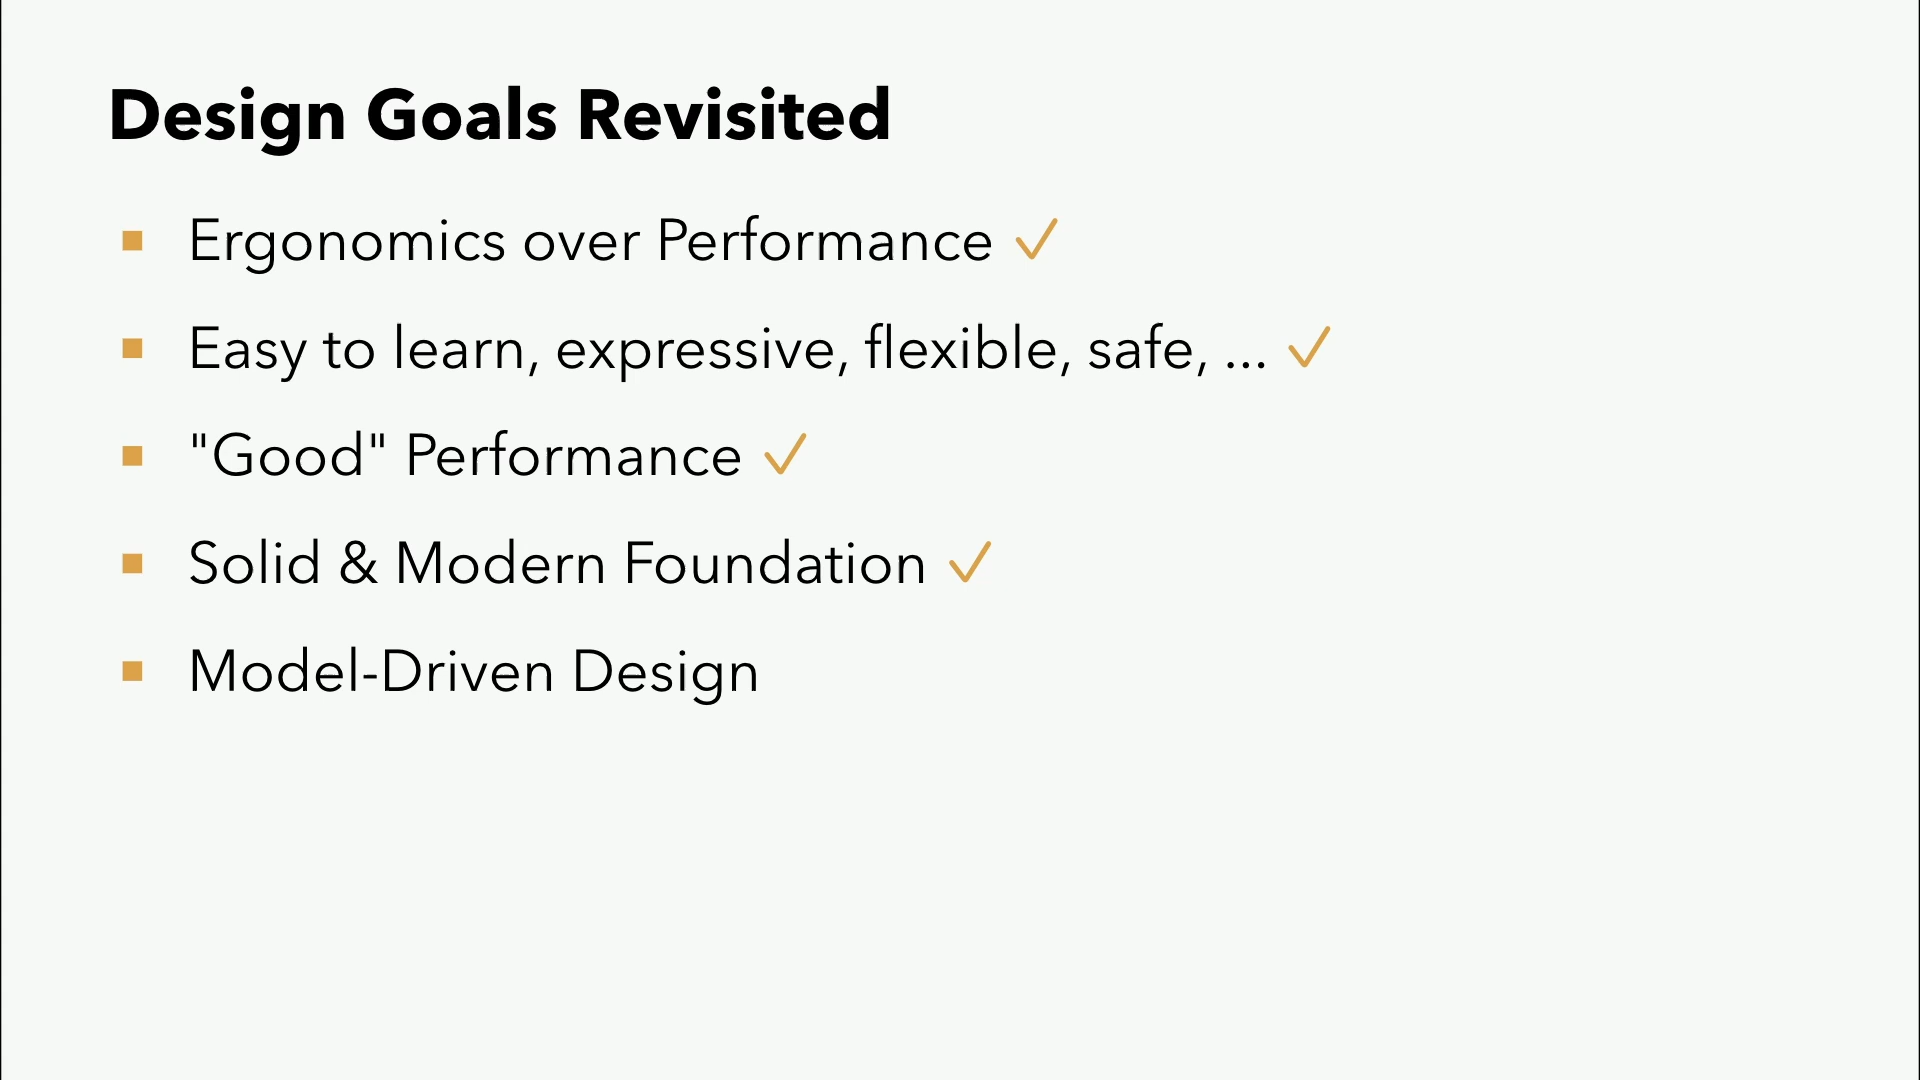 Design Goals Revisited
▪ Ergonomics over Performance ✓
▪ Easy to learn, expressive, flexible, safe, ... ✓
▪ "Good" Performance ✓
▪ Solid & Modern Foundation ✓
▪ Model-Driven Design